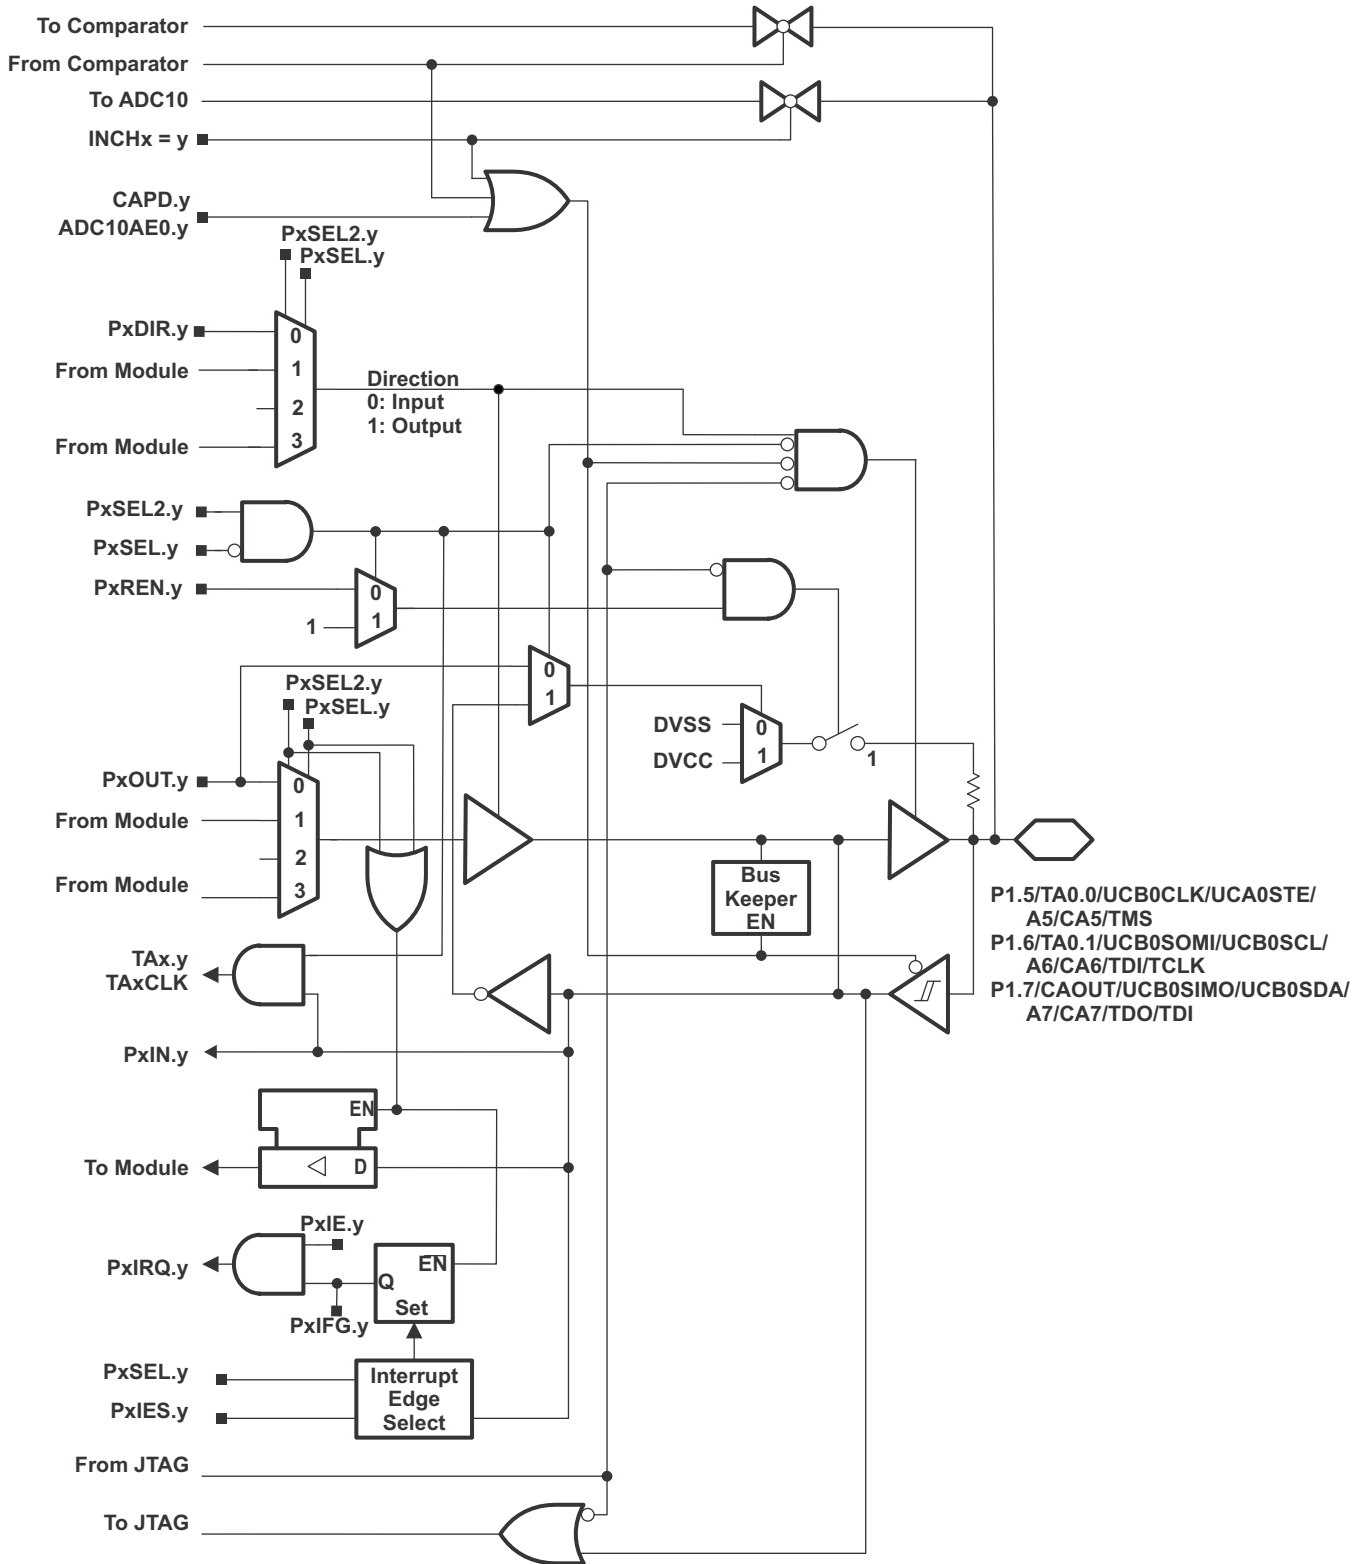 To Comparator
From Comparator
To ADC10
INCHx = y
CAPD.y
ADC10AE0.y
PxSEL2.y
PxSEL.y
PxDIR.y
0
From Module
1
2
From Module
3
Direction
0: Input
1: Output
PxSEL2.y
PxSEL.y
PxREN.y
0
1
1
0
1
PxSEL2.y
PxSEL.y
DVSS
0
DVCC
1
1
PxOUT.y
0
From Module
1
2
From Module
3
Bus
Keeper
EN
P1.5/TA0.0/UCB0CLK/UCA0STE/
A5/CA5/TMS
P1.6/TA0.1/UCB0SOMI/UCB0SCL/
A6/CA6/TDI/TCLK
P1.7/CAOUT/UCB0SIMO/UCB0SDA/
A7/CA7/TDO/TDI
TAx.y
TAxCLK
PxIN.y
EN
To Module
D
PxIE.y
PxIRQ.y
EN
Q
Set
PxIFG.y
PxSEL.y
PxIES.y
Interrupt
Edge
Select
From JTAG
To JTAG